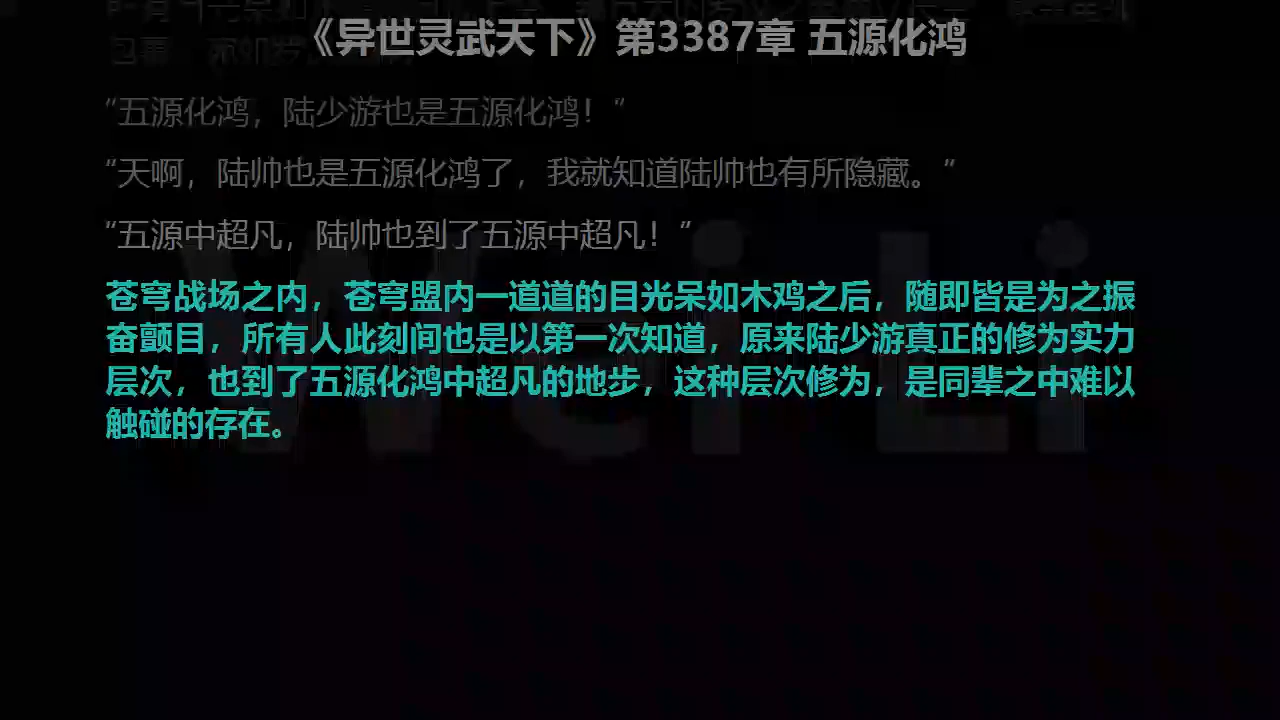 《异世灵武天下》第3387章 五源化鸿
“五源化鸿，陆少游也是五源化鸿！”
“天啊，陆帅也是五源化鸿了，我就知道陆帅也有所隐藏。”
“五源中超凡，陆帅也到了五源中超凡！”
苍穹战场之内，苍穹盟内一道道的目光呆如木鸡之后，随即皆是为之振
奋颤目，所有人此刻间也是以第一次知道，原来陆少游真正的修为实力
层次，也到了五源化鸿中超凡的地步，这种层次修为，是同辈之中难以
触碰的存在。
Wei Li